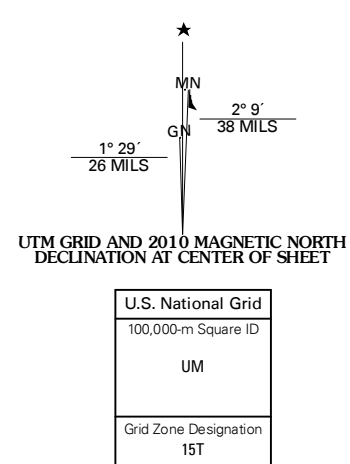 ★
MN
GN
2° 9´
38 MILS
1° 29´
26 MILS
UTM GRID AND 2010 MAGNETIC NORTH
DECLINATION AT CENTER OF SHEET
U.S. National Grid
100,000-m Square ID
UM
Grid Zone Designation
15T